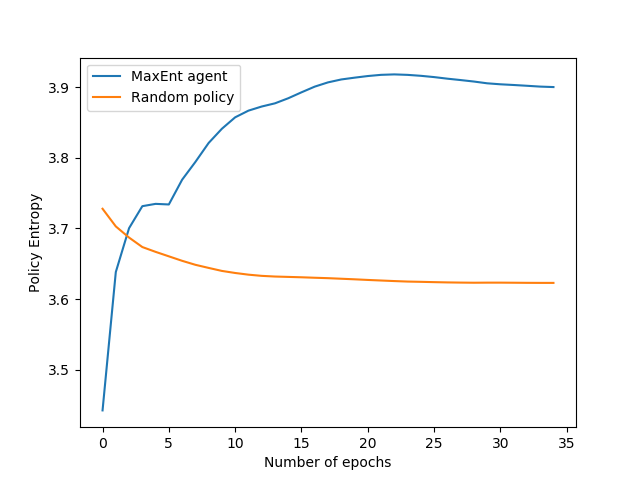 MaxEnt agent
Random policy
3.9
3.8
3.7
3.6
3.5
Policy Entropy
0 5 10 15 20 25 30 35
Number of epochs